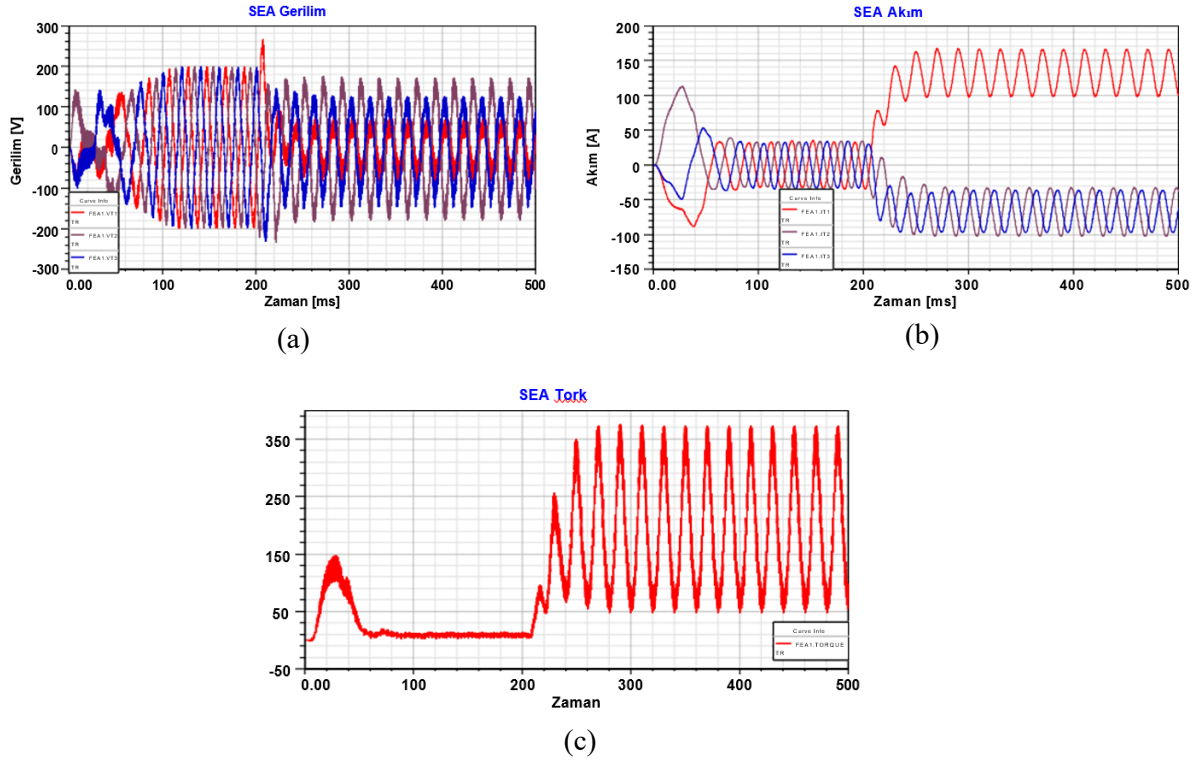 SEA Gerilim
300
200
100
0
-100
-200
-300
Gerilim [V]
Curve Info
FEA1.VT1
TR
FEA1.VT2
TR
FEA1.VT3
TR
0.00 100 200 300 400 500
Zaman [ms]
(a)
SEA Akım
200
150
100
50
0
-50
-100
-150
Akım [A]
Curve Info
FEA1.IT1
TR
FEA1.IT2
TR
FEA1.IT3
TR
0.00 100 200 300 400 500
Zaman [ms]
(b)
SEA Tork
350
250
150
50
-50
Curve Info
FEA1.TORQUE
TR
0.00 100 200 300 400 500
Zaman
(c)